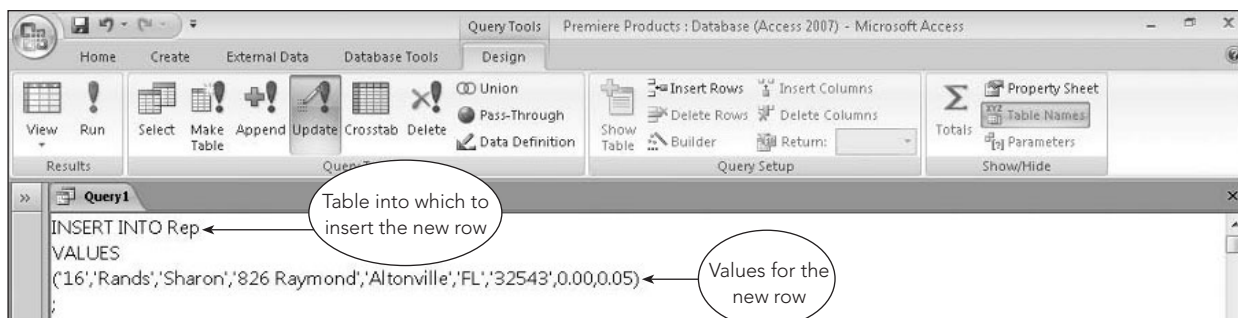 Query Tools
Premiere Products : Database (Access 2007) - Microsoft Access
Home Create External Data Database Tools Design
View Run
Select Make Table Append Update Crosstab Delete
Union
Pass-Through
Data Definition
Show Table
Insert Rows
Delete Rows
Builder
Insert Columns
Delete Columns
Return:
Σ
Totals
Property Sheet
XYZ
Table Names
Parameters
Results
Query Setup
Show/Hide
» Query1
Table into which to
insert the new row
INSERT INTO Rep
VALUES
('16','Rands','Sharon','826 Raymond','Altonville','FL','32543',0.00,0.05)
;
Values for the
new row